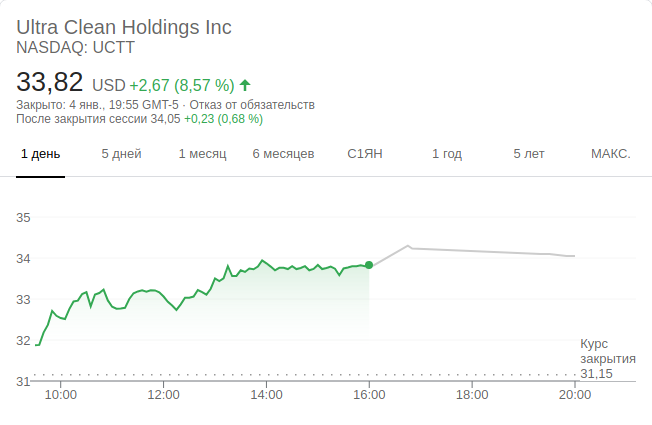 Ultra Clean Holdings Inc
NASDAQ: UCTT
33,82 USD +2,67 (8,57 %)
Закрыто: 4 янв., 19:55 GMT-5 · Отказ от обязательств
После закрытия сессии 34,05 +0,23 (0,68 %)
1 день 5 дней 1 месяц 6 месяцев С1ЯН 1 год 5 лет МАКС.
35
34
33
32
Курс
закрытия
31,15
31
10:00 12:00 14:00 16:00 18:00 20:00